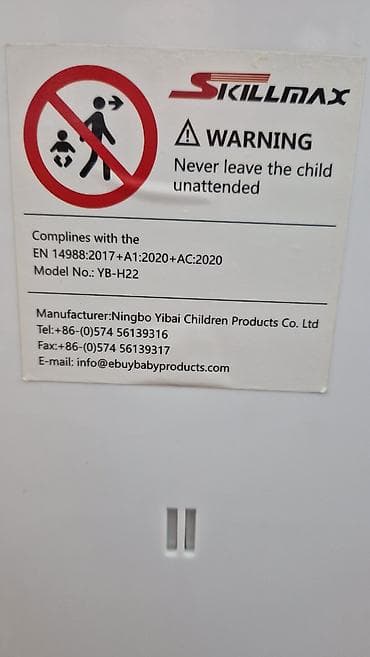 SKILLMAX
WARNING
Never leave the child
unattended
Complines with the
EN 14988:2017+A1:2020+AC:2020
Model No.: YB-H22
Manufacturer:Ningbo Yibai Children Products Co. Ltd
Tel:+86-(0)574 56139316
Fax:+86-(0)574 56139317
E-mail: info@ebuybabyproducts.com